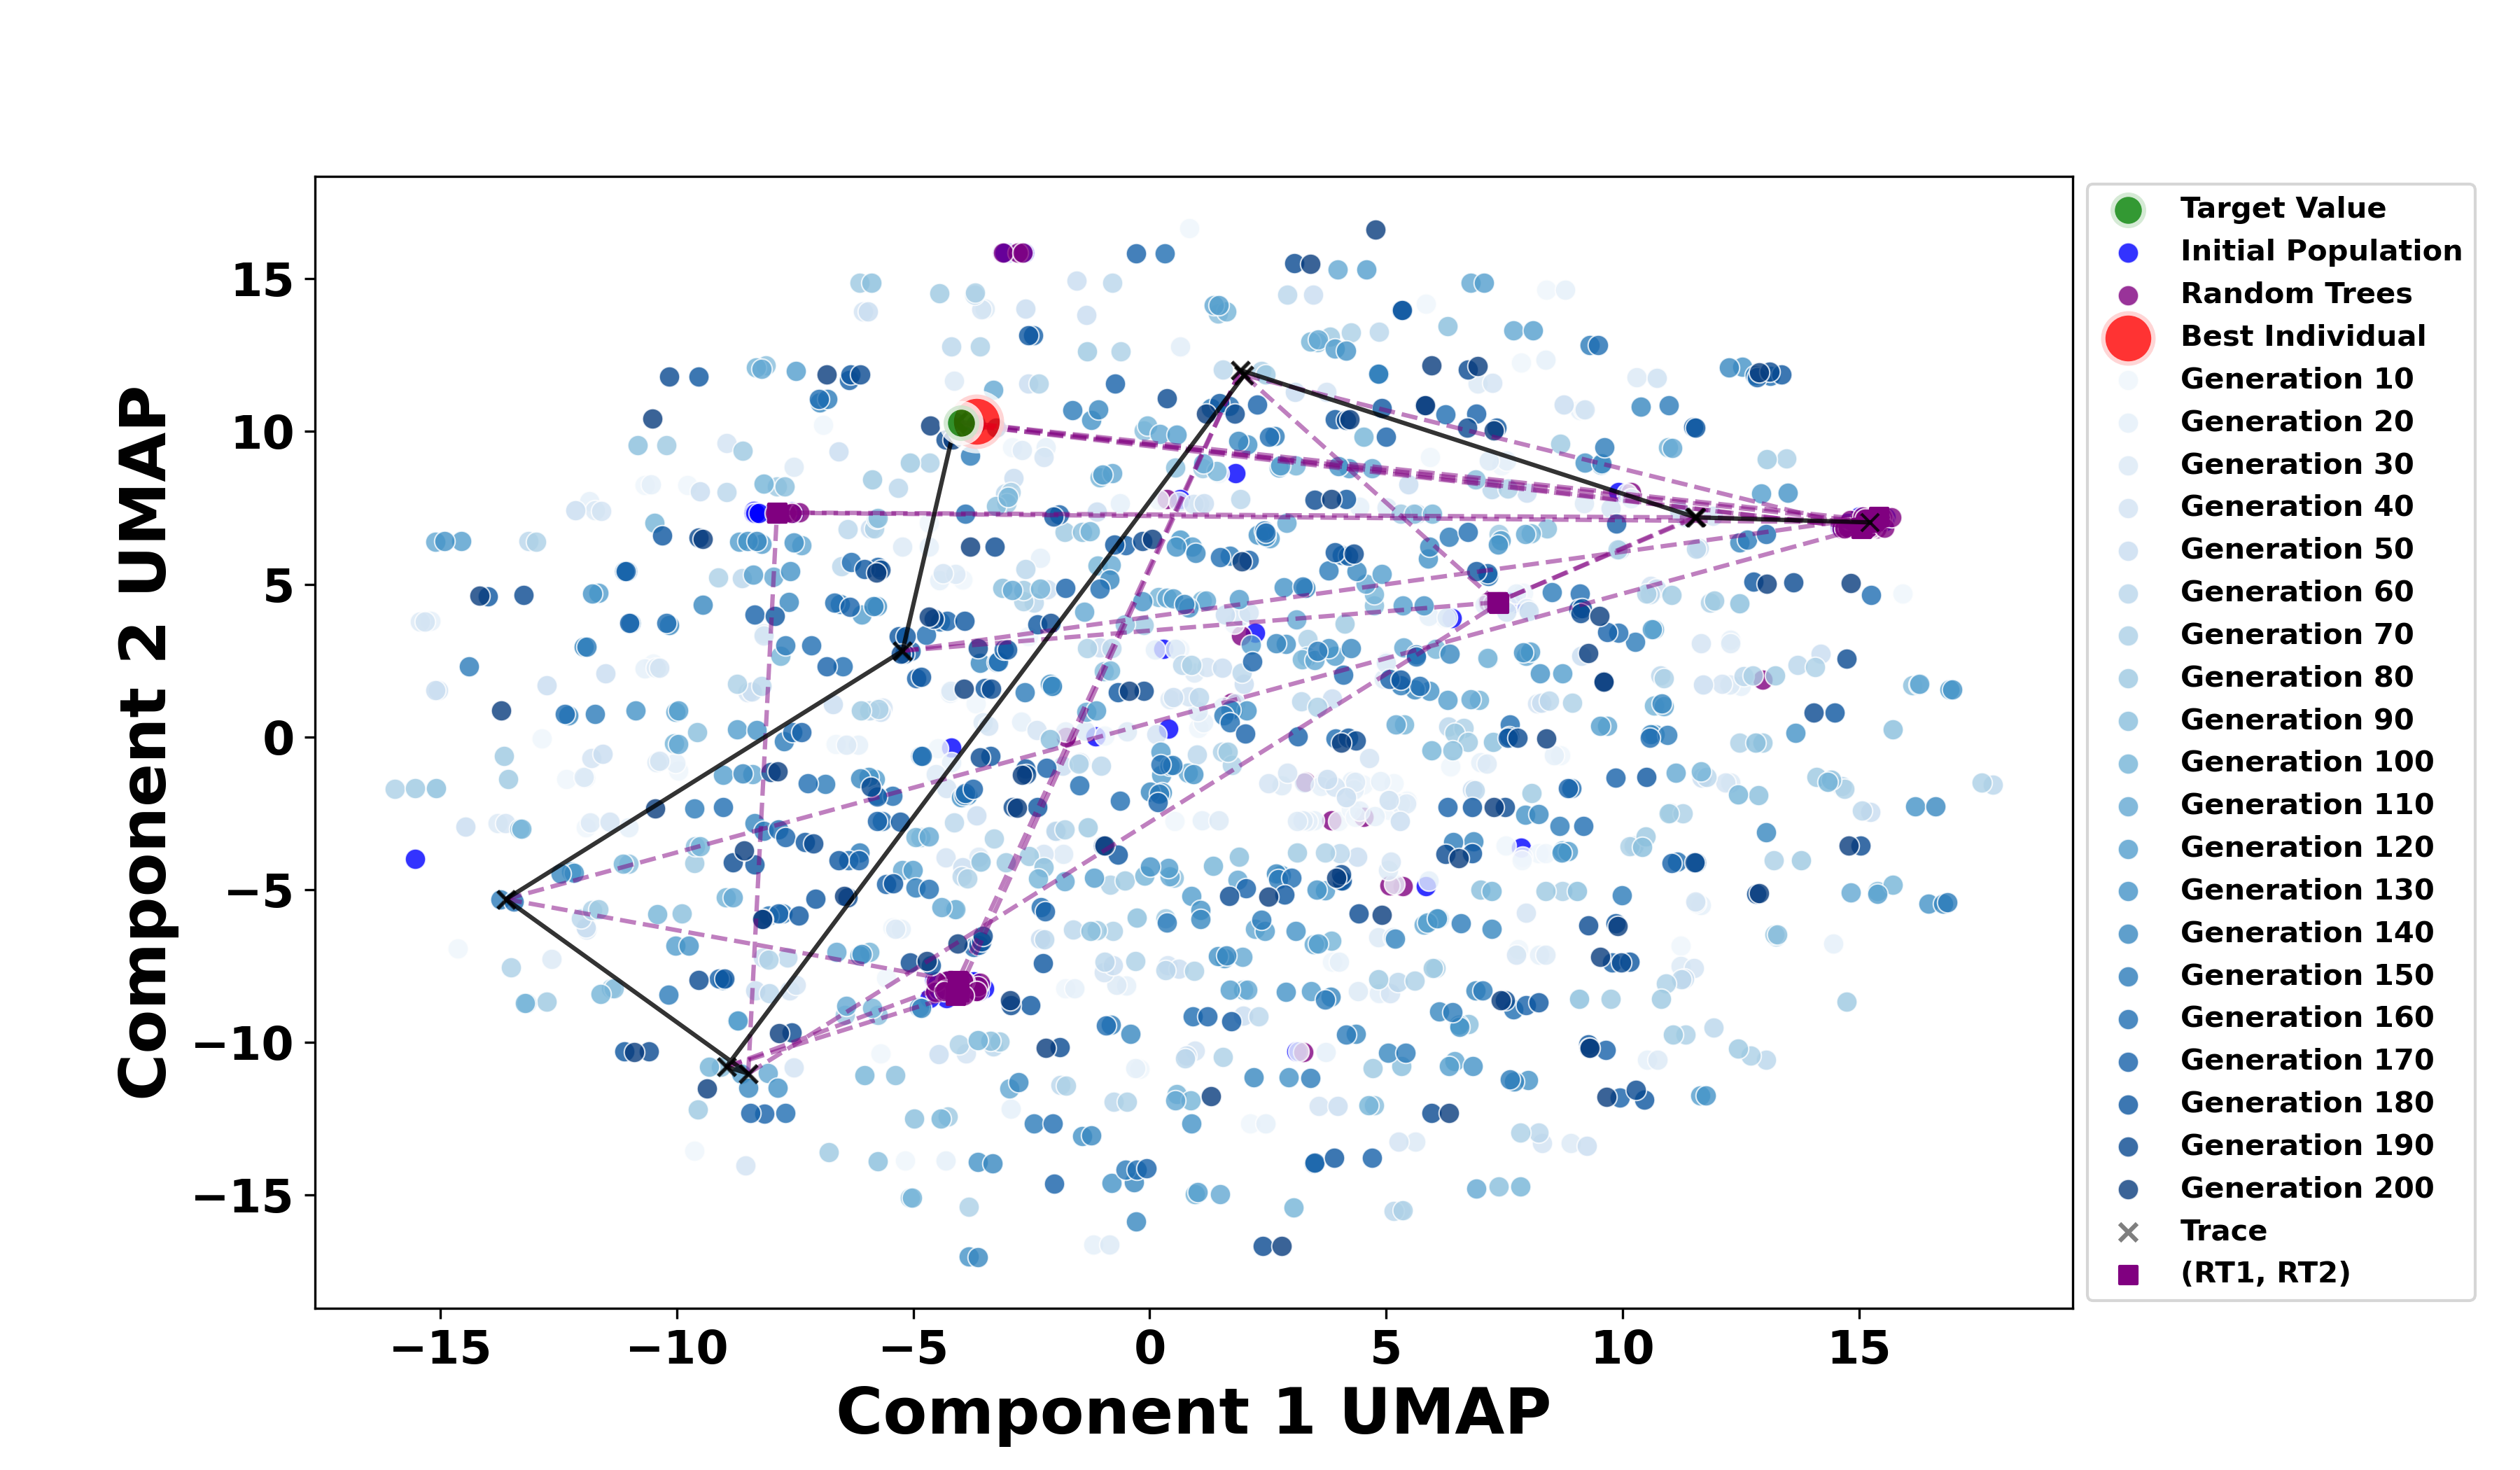 15
10
5
0
−5
−10
−15
Component 2 UMAP
−15
−10
−5
0
5
10
15
Component 1 UMAP
Target Value
Initial Population
Random Trees
Best Individual
Generation 10
Generation 20
Generation 30
Generation 40
Generation 50
Generation 60
Generation 70
Generation 80
Generation 90
Generation 100
Generation 110
Generation 120
Generation 130
Generation 140
Generation 150
Generation 160
Generation 170
Generation 180
Generation 190
Generation 200
Trace
(RT1, RT2)